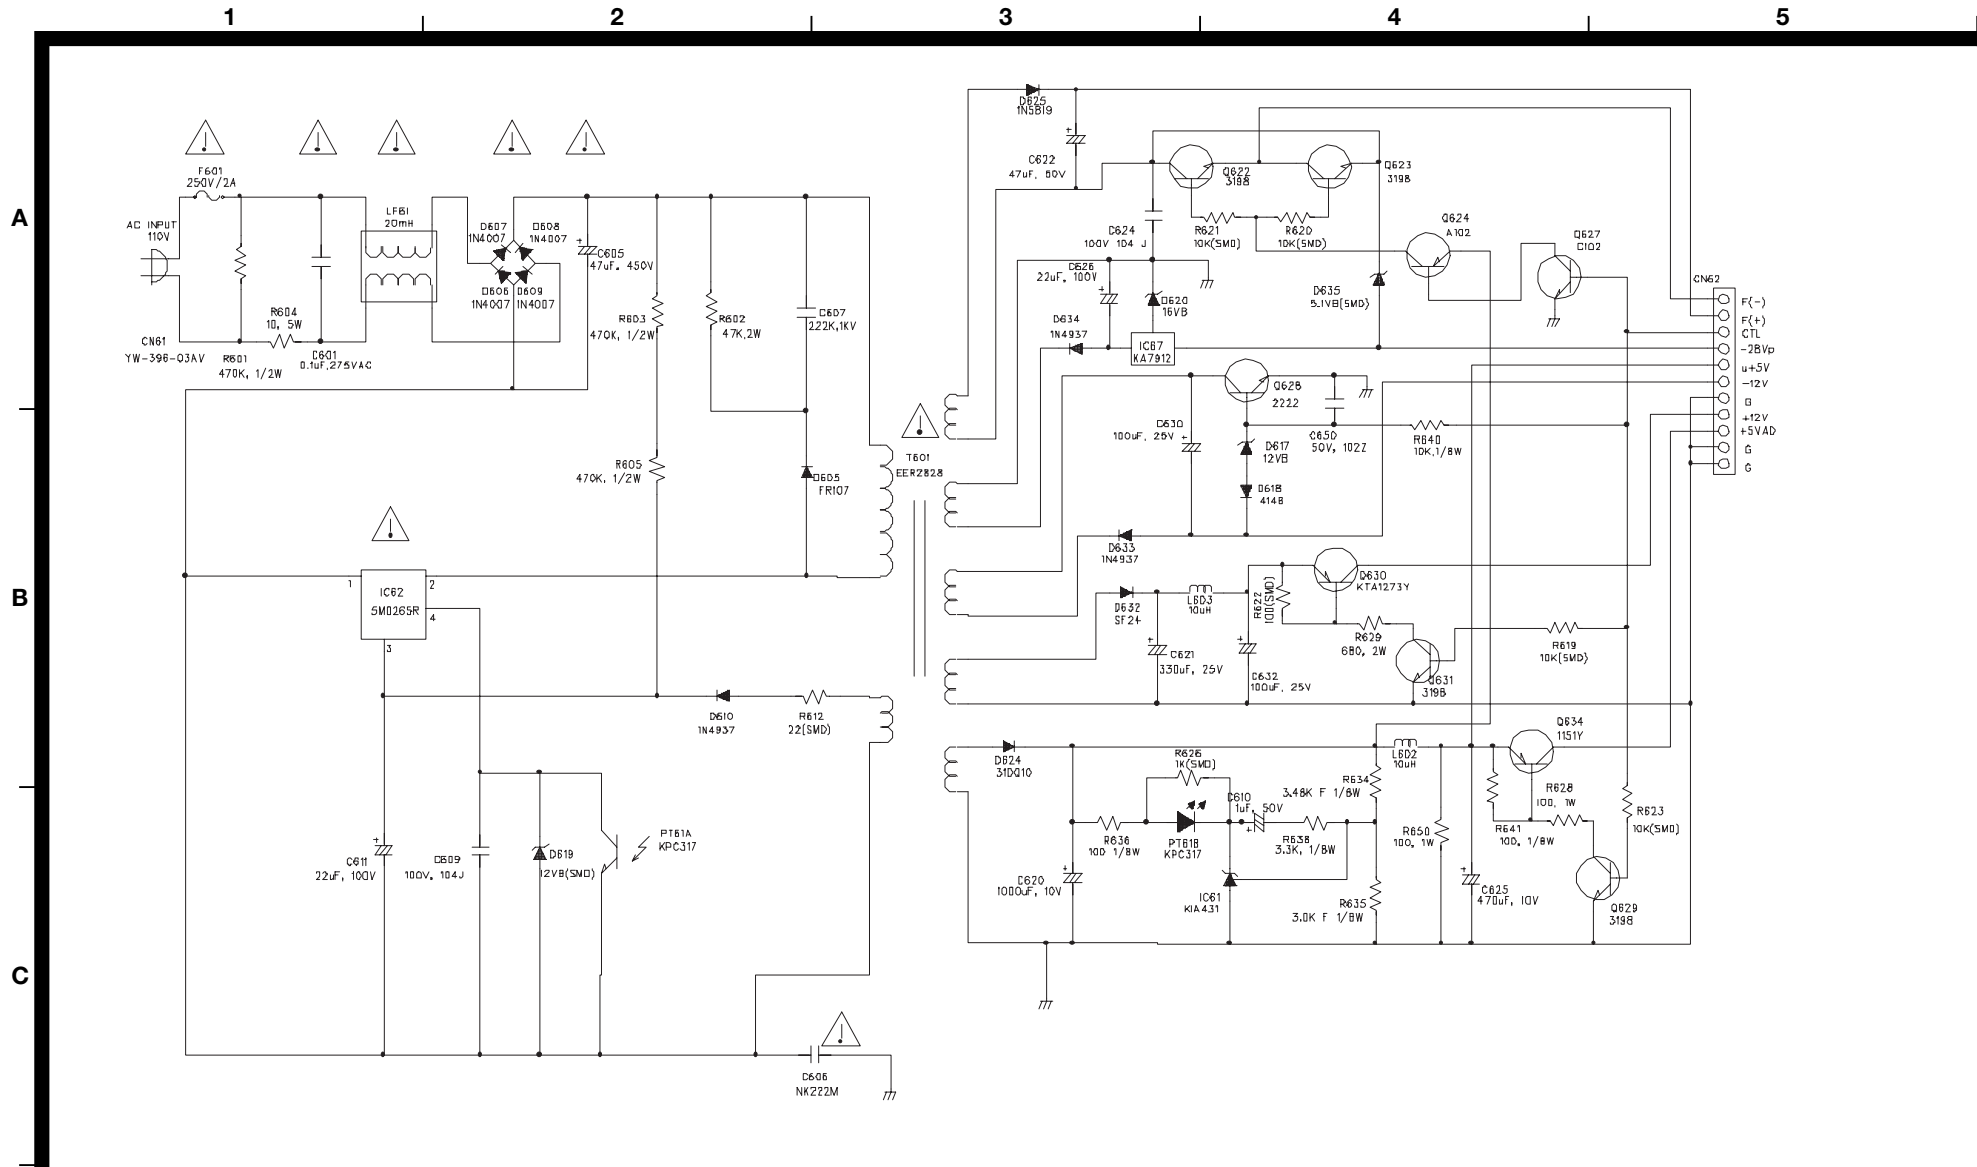 1 2 3 4 5
A
B
C
F601
250V/2A
AC INPUT
110V
CN61
YW-396-03AV
R601
470K, 1/2W
R604
10, 5W
C601
0.1uF,275VAC
LF61
20mH
D607
1N4007
D608
1N4007
D606
1N4007
D609
1N4007
C605
47uF, 450V
R603
470K, 1/2W
R602
47K,2W
C607
222K,1KV
R605
470K, 1/2W
D605
FR107
T601
EER2828
1
2
IC62
5M0265R
4
3
D610
1N4937
R612
22(SMD)
C611
22uF, 100V
C609
100V, 104J
D619
12VB(SMD)
PT61A
KPC317
C606
NK222M
D625
1N5819
C622
47uF, 50V
Q622
3198
Q623
3198
C624
100V 104 J
R621
10K(SMD)
R620
10K(SMD)
Q624
A102
Q627
C102
C626
22uF, 100V
D620
16VB
D635
5.1VB(SMD)
D634
1N4937
IC67
KA7912
Q628
2222
C630
100uF, 25V
D617
12VB
C650
50V, 102Z
R640
10K,1/8W
D618
4148
D633
1N4937
CN62
F(-)
F(+)
CTL
-28Vp
u+5V
-12V
G
+12V
+5VAD
G
G
D632
SF24
L603
10uH
R622
100(SMD)
Q630
KTA1273Y
C621
330uF, 25V
C632
100uF, 25V
R629
680, 2W
Q631
3198
R619
10K(SMD)
D624
31DQ10
R626
1K(SMD)
L602
10uH
Q634
1151Y
R634
3.48K F 1/8W
C610
1uF, 50V
R636
100 1/8W
PT61B
KPC317
R638
3.3K, 1/8W
R650
100, 1W
R641
100, 1/8W
R628
100, 1W
R623
10K(SMD)
C620
1000uF, 10V
IC61
KIA431
R635
3.0K F 1/8W
C625
470uF, 10V
Q629
3198